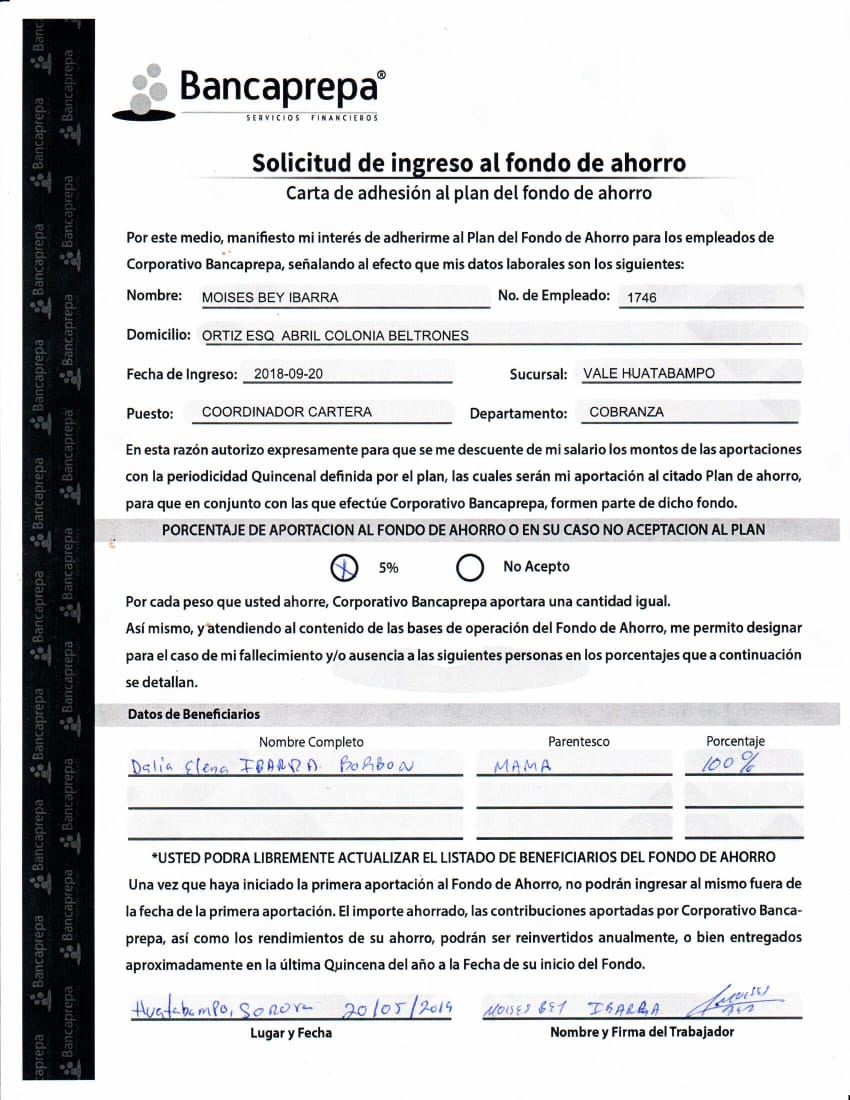 Bancaprepa®
SERVICIOS FINANCIEROS
Solicitud de ingreso al fondo de ahorro
Carta de adhesión al plan del fondo de ahorro
Por este medio, manifiesto mi interés de adherirme al Plan del Fondo de Ahorro para los empleados de
Corporativo Bancaprepa, señalando al efecto que mis datos laborales son los siguientes:
Nombre: MOISES BEY IBARRA No. de Empleado: 1746
Domicilio: ORTIZ ESQ ABRIL COLONIA BELTRONES
Fecha de Ingreso: 2018-09-20 Sucursal: VALE HUATABAMPO
Puesto: COORDINADOR CARTERA Departamento: COBRANZA
En esta razón autorizo expresamente para que se me descuente de mi salario los montos de las aportaciones
con la periodicidad Quincenal definida por el plan, las cuales serán mi aportación al citado Plan de ahorro,
para que en conjunto con las que efectúe Corporativo Bancaprepa, formen parte de dicho fondo.
PORCENTAJE DE APORTACION AL FONDO DE AHORRO O EN SU CASO NO ACEPTACION AL PLAN
5% No Acepto
Por cada peso que usted ahorre, Corporativo Bancaprepa aportara una cantidad igual.
Así mismo, y atendiendo al contenido de las bases de operación del Fondo de Ahorro, me permito designar
para el caso de mi fallecimiento y/o ausencia a las siguientes personas en los porcentajes que a continuación
se detallan.
Datos de Beneficiarios
Nombre Completo Parentesco Porcentaje
Dalia Elena IBARRA BORBON MAMA 100%
*USTED PODRA LIBREMENTE ACTUALIZAR EL LISTADO DE BENEFICIARIOS DEL FONDO DE AHORRO
Una vez que haya iniciado la primera aportación al Fondo de Ahorro, no podrán ingresar al mismo fuera de
la fecha de la primera aportación. El importe ahorrado, las contribuciones aportadas por Corporativo Banca-
prepa, así como los rendimientos de su ahorro, podrán ser reinvertidos anualmente, o bien entregados
aproximadamente en la última Quincena del año a la Fecha de su inicio del Fondo.
Huatabampo, Sonora 20/05/2019 MOISES BEY IBARRA
Lugar y Fecha Nombre y Firma del Trabajador